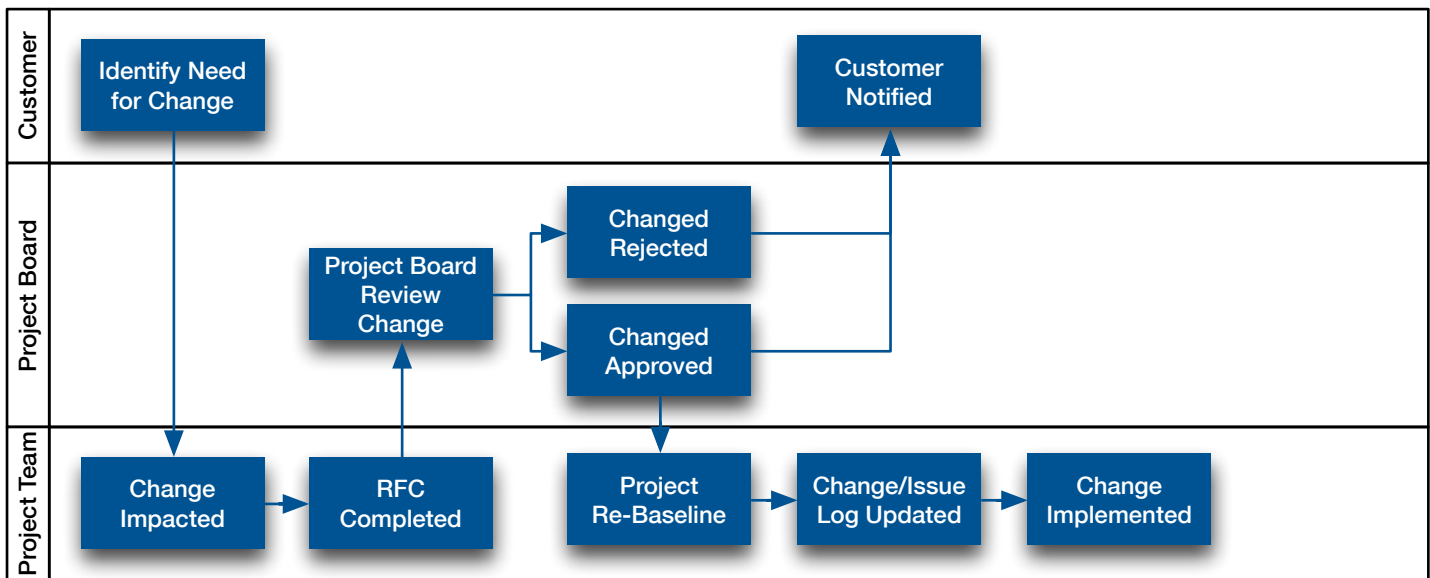 Customer
Identify Need
for Change
Customer
Notified
Project Board
Project Board
Review
Change
Changed
Rejected
Changed
Approved
Project Team
Change
Impacted
RFC
Completed
Project
Re-Baseline
Change/Issue
Log Updated
Change
Implemented